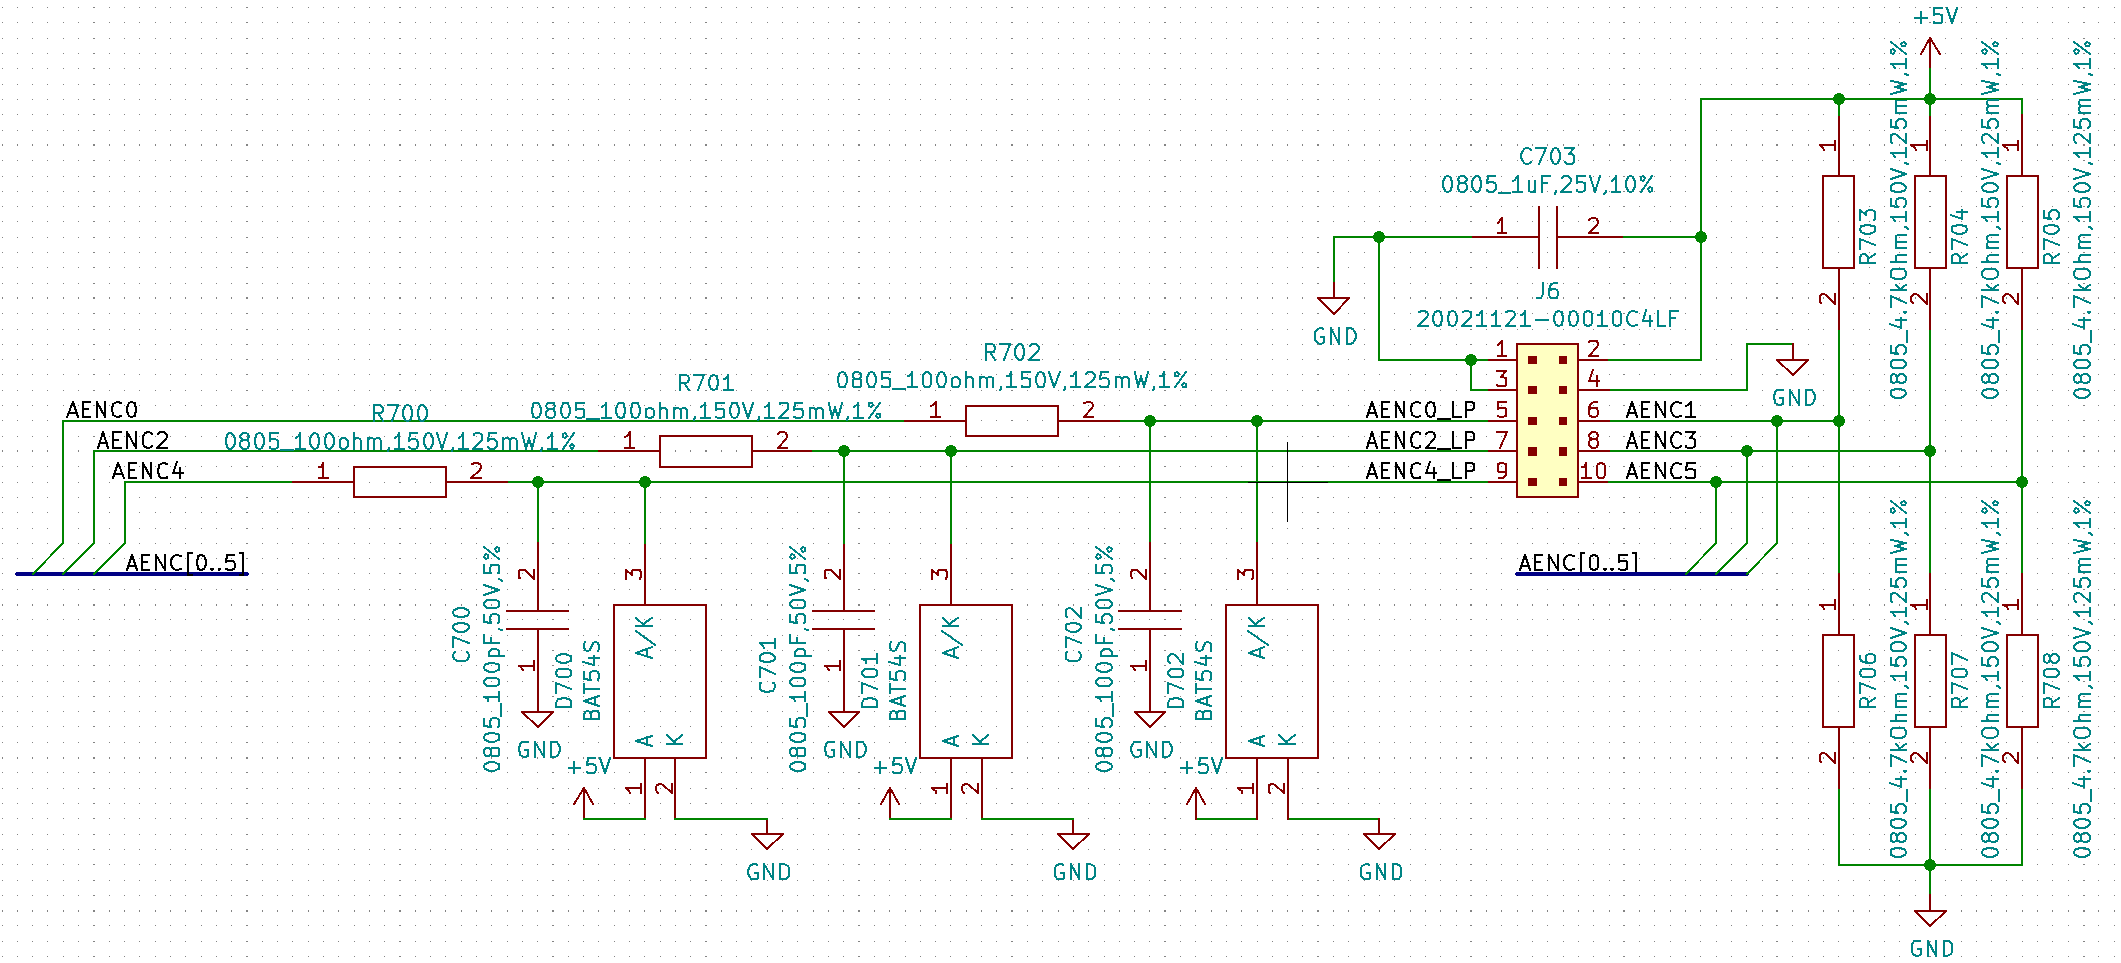 +5V
C703
0805_1uF,25V,10%
1
2
1
0805_4.7kOhm,150V,125mW,1%
1
0805_4.7kOhm,150V,125mW,1%
1
0805_4.7kOhm,150V,125mW,1%
R703
R704
R705
2
2
2
GND
J6
20021121-00010C4LF
1
2
3
4
GND
5
6
7
8
9
10
AENC0_LP
AENC2_LP
AENC4_LP
AENC1
AENC3
AENC5
R702
0805_100ohm,150V,125mW,1%
1
2
R701
0805_100ohm,150V,125mW,1%
1
2
R700
0805_100ohm,150V,125mW,1%
1
2
AENC0
AENC2
AENC4
AENC[0..5]
AENC[0..5]
C700
0805_100pF,50V,5%
2
1
GND
D700
BAT54S
3
A/K
A
K
+5V
1
2
GND
C701
0805_100pF,50V,5%
2
1
GND
D701
BAT54S
3
A/K
A
K
+5V
1
2
GND
C702
0805_100pF,50V,5%
2
1
GND
D702
BAT54S
3
A/K
A
K
+5V
1
2
GND
1
R706
0805_4.7kOhm,150V,125mW,1%
2
1
R707
0805_4.7kOhm,150V,125mW,1%
2
1
R708
0805_4.7kOhm,150V,125mW,1%
2
GND